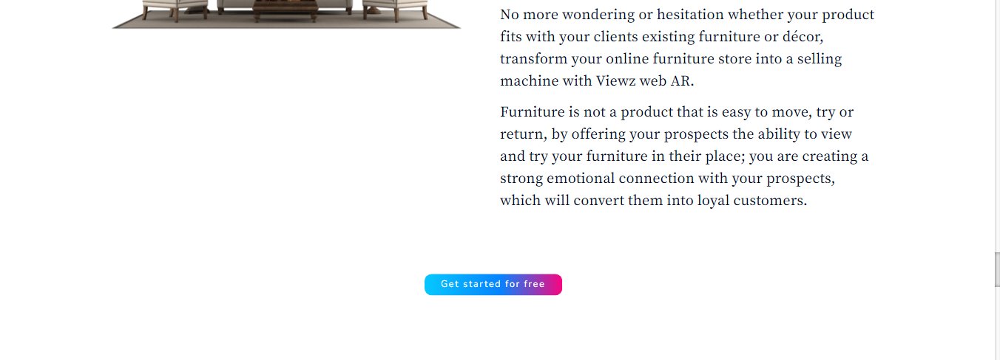 No more wondering or hesitation whether your product
fits with your clients existing furniture or décor,
transform your online furniture store into a selling
machine with Viewz web AR.
Furniture is not a product that is easy to move, try or
return, by offering your prospects the ability to view
and try your furniture in their place; you are creating a
strong emotional connection with your prospects,
which will convert them into loyal customers.
Get started for free